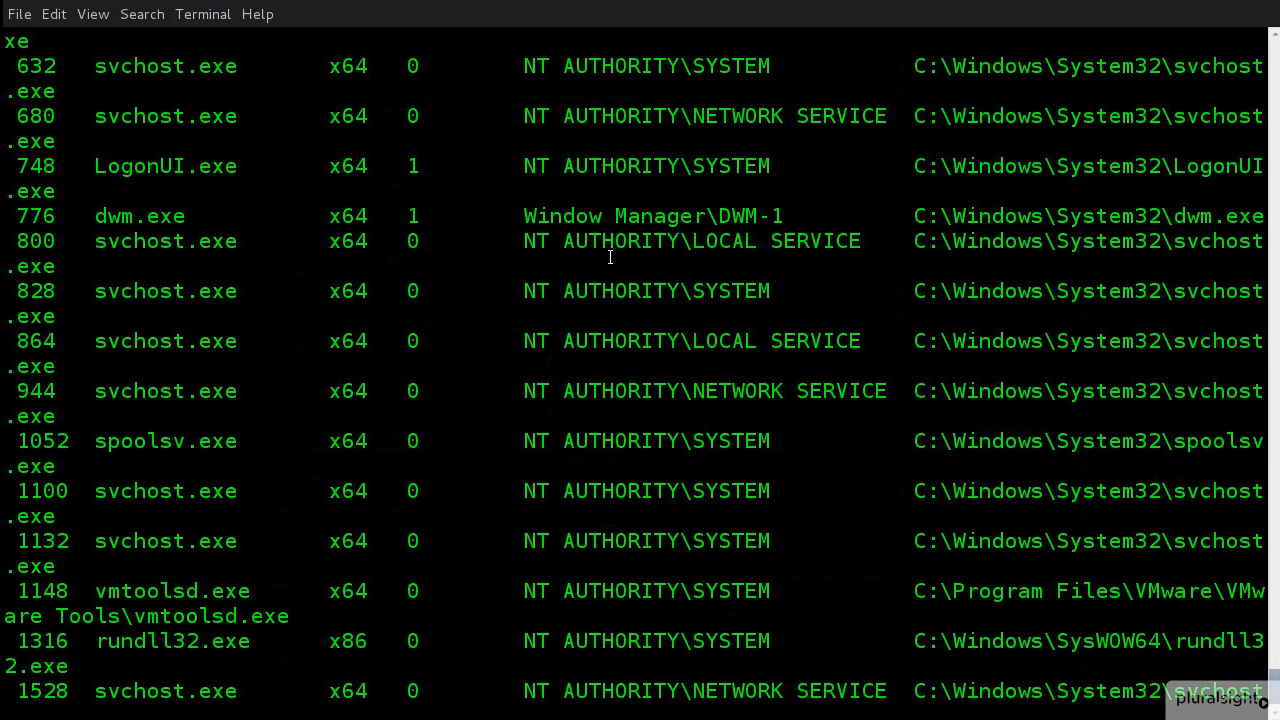 File Edit View Search Terminal Help
xe
632 svchost.exe x64 0 NT AUTHORITY\SYSTEM C:\Windows\System32\svchost
.exe
680 svchost.exe x64 0 NT AUTHORITY\NETWORK SERVICE C:\Windows\System32\svchost
.exe
748 LogonUI.exe x64 1 NT AUTHORITY\SYSTEM C:\Windows\System32\LogonUI
.exe
776 dwm.exe x64 1 Window Manager\DWM-1 C:\Windows\System32\dwm.exe
800 svchost.exe x64 0 NT AUTHORITY\LOCAL SERVICE C:\Windows\System32\svchost
.exe
828 svchost.exe x64 0 NT AUTHORITY\SYSTEM C:\Windows\System32\svchost
.exe
864 svchost.exe x64 0 NT AUTHORITY\LOCAL SERVICE C:\Windows\System32\svchost
.exe
944 svchost.exe x64 0 NT AUTHORITY\NETWORK SERVICE C:\Windows\System32\svchost
.exe
1052 spoolsv.exe x64 0 NT AUTHORITY\SYSTEM C:\Windows\System32\spoolsv
.exe
1100 svchost.exe x64 0 NT AUTHORITY\SYSTEM C:\Windows\System32\svchost
.exe
1132 svchost.exe x64 0 NT AUTHORITY\SYSTEM C:\Windows\System32\svchost
.exe
1148 vmtoolsd.exe x64 0 NT AUTHORITY\SYSTEM C:\Program Files\VMware\VMw
are Tools\vmtoolsd.exe
1316 rundll32.exe x86 0 NT AUTHORITY\SYSTEM C:\Windows\SysWOW64\rundll3
2.exe
1528 svchost.exe x64 0 NT AUTHORITY\NETWORK SERVICE C:\Windows\System32\svchost
pluralsight